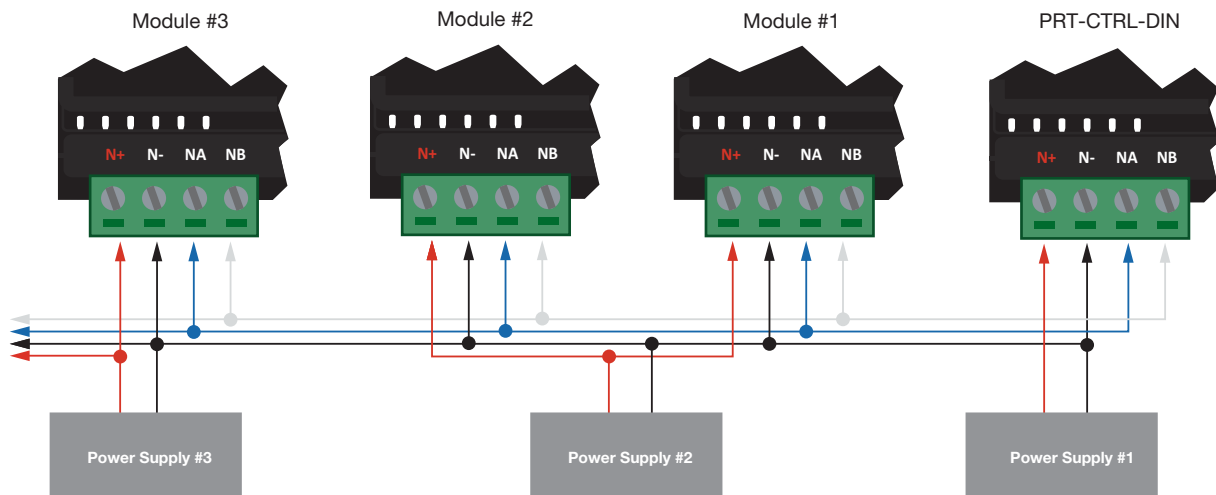 Module #3 Module #2 Module #1 PRT-CTRL-DIN
N+ N- NA NB N+ N- NA NB N+ N- NA NB N+ N- NA NB
Power Supply #3 Power Supply #2 Power Supply #1